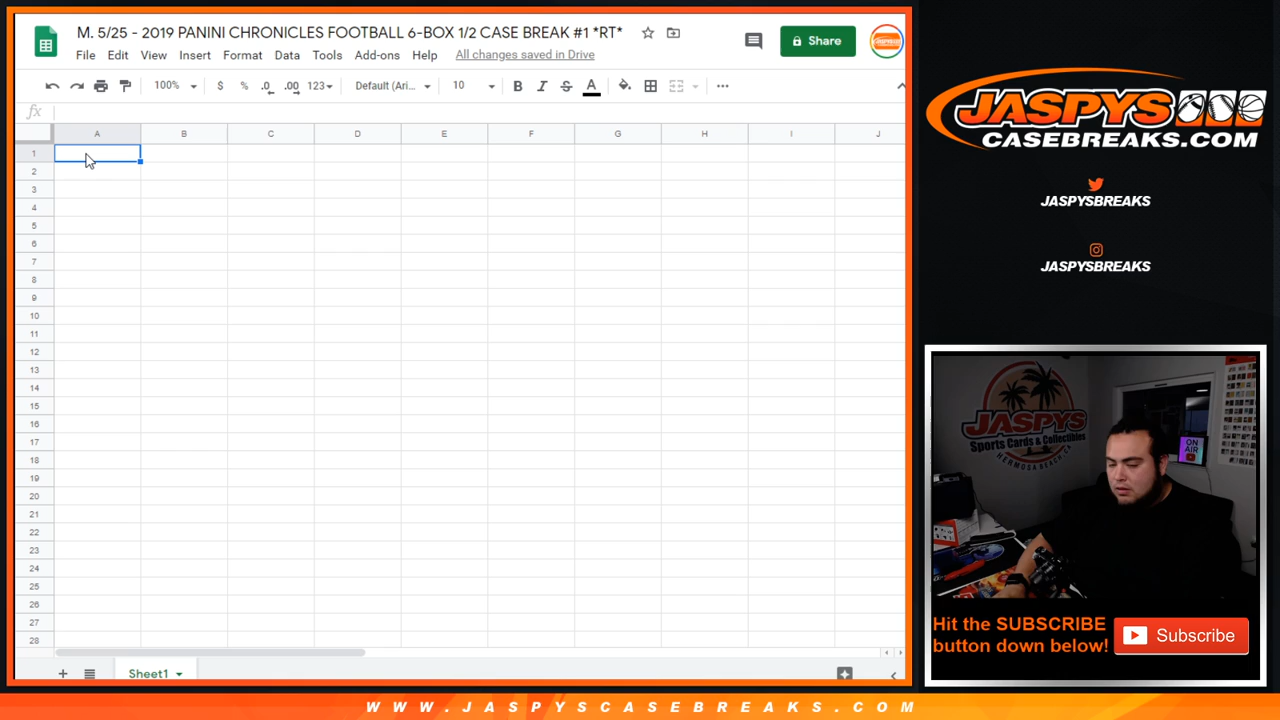 M. 5/25 - 2019 PANINI CHRONICLES FOOTBALL 6-BOX 1/2 CASE BREAK #1 *RT*
Share
File Edit View Insert Format Data Tools Add-ons Help All changes saved in Drive
100% $ % .0 .00 123 Default (Ari... 10 B I S A
fx
A B C D E F G H I J
1
2
3
4
5
6
7
8
9
10
11
12
13
14
15
16
17
18
19
20
21
22
23
24
25
26
27
28
Sheet1
JASPYS
CASEBREAKS.COM
JASPYSBREAKS
JASPYSBREAKS
JASPYS
Sports Cards & Collectibles
HERMOSA BEACH, CA
ON
AIR
Hit the SUBSCRIBE
button down below!
Subscribe
WWW.JASPYSCASEBREAKS.COM